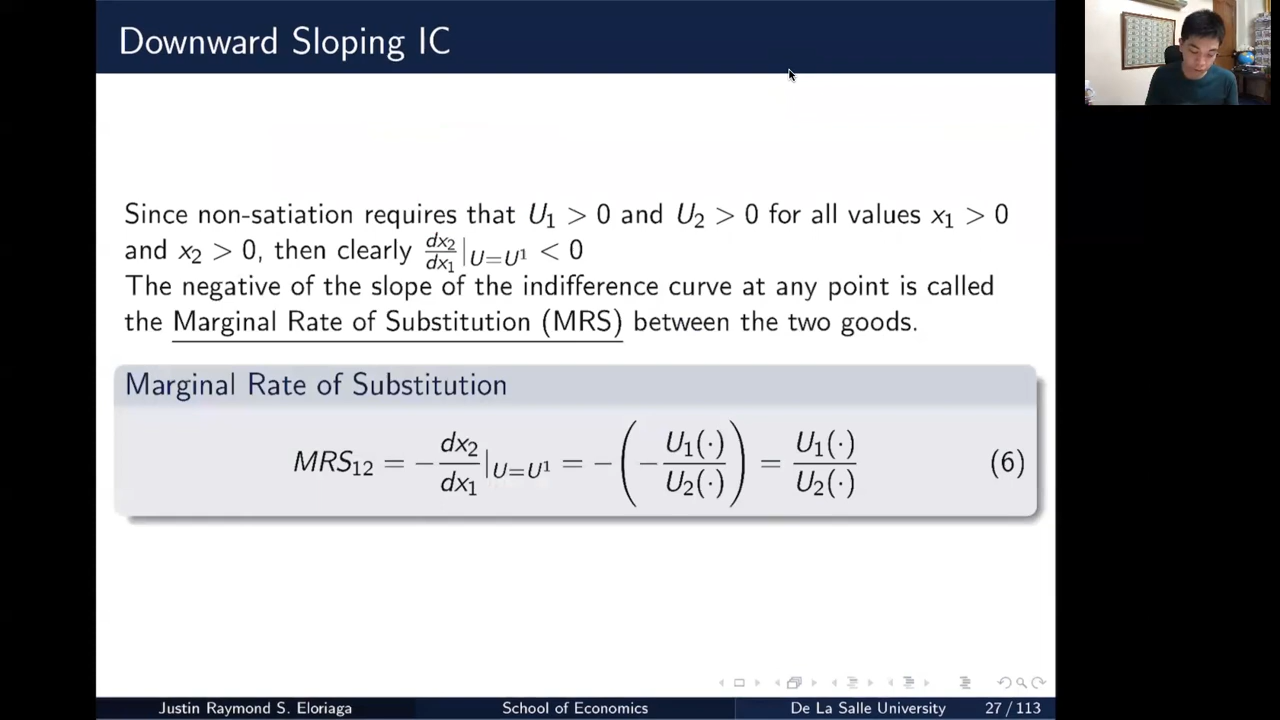 Downward Sloping IC
Since non-satiation requires that U₁ > 0 and U₂ > 0 for all values x₁ > 0
and x₂ > 0, then clearly dx₂/dx₁|U=U¹ < 0
The negative of the slope of the indifference curve at any point is called
the Marginal Rate of Substitution (MRS) between the two goods.
Marginal Rate of Substitution
MRS₁₂ = −dx₂/dx₁|U=U¹ = −(−U₁(·)/U₂(·)) = U₁(·)/U₂(·) (6)
Justin Raymond S. Eloriaga School of Economics De La Salle University 27 / 113